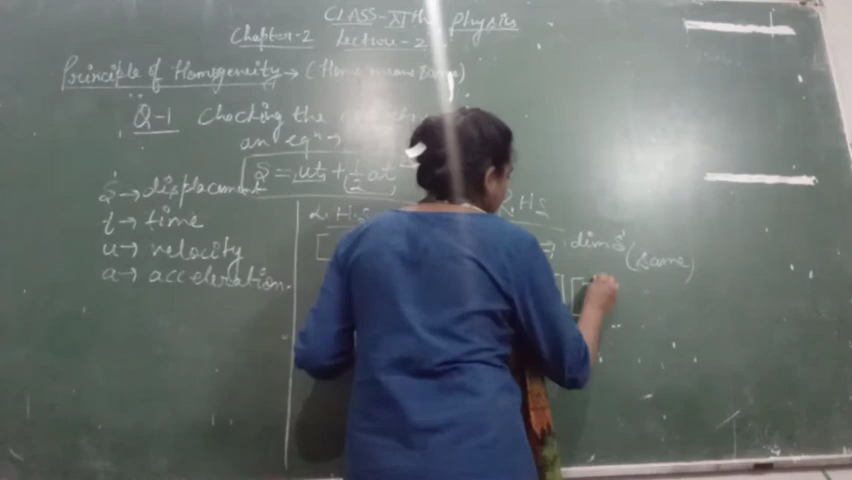 CLASS-XIth Physics
Chapter-2 Lecture-2
Principle of Homogeneity → (Homo means same)
Q-1 Checking the
an eqⁿ →
S = ut + 1/2 at
S → displacement
t → time
u → velocity
a → acceleration.
L.H.S R.H.S
[ → dimⁿ (same)
] [